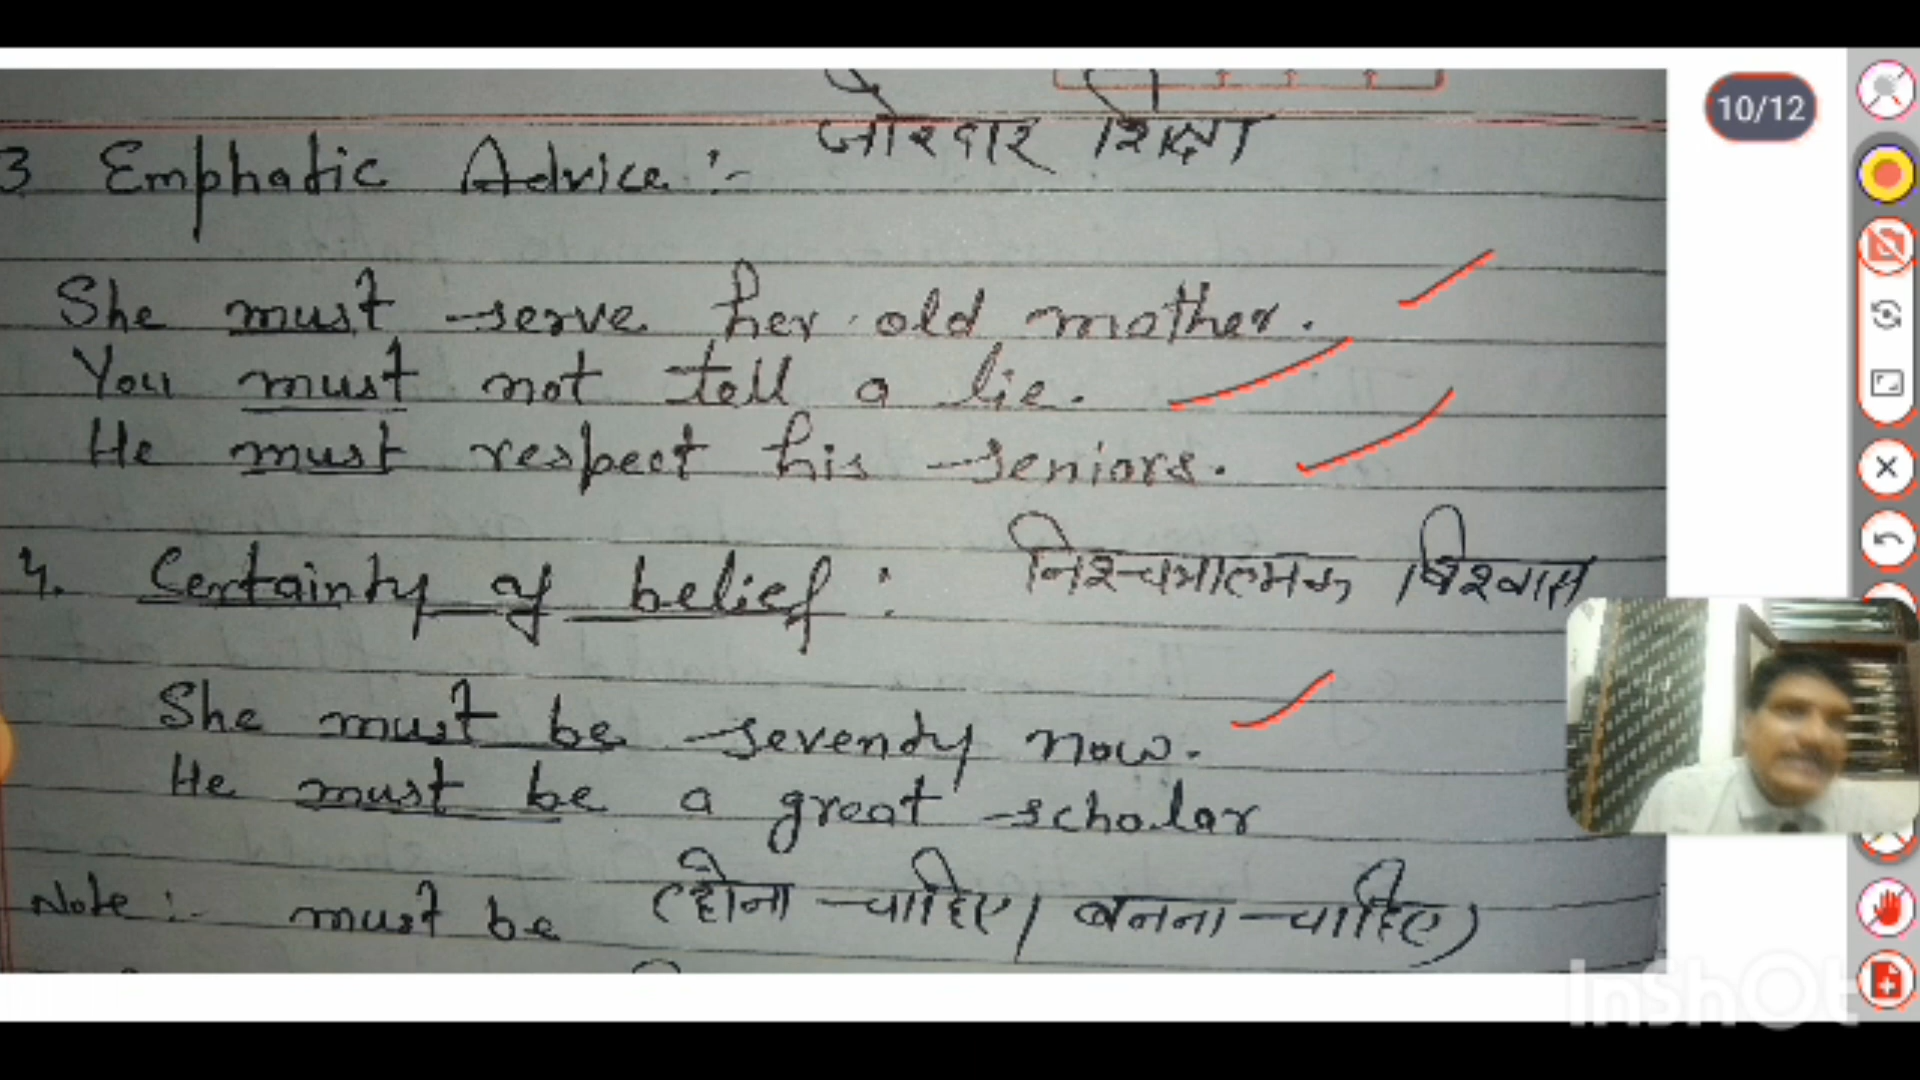 10/12
3 Emphatic Advice :- जोरदार शिक्षा
She must serve her old mother.
You must not tell a lie.
He must respect his seniors.
4. Certainty of belief : निश्चयात्मक विश्वास
She must be seventy now.
He must be a great scholar
Note :- must be (होना चाहिए / बनना चाहिए)
InShOt